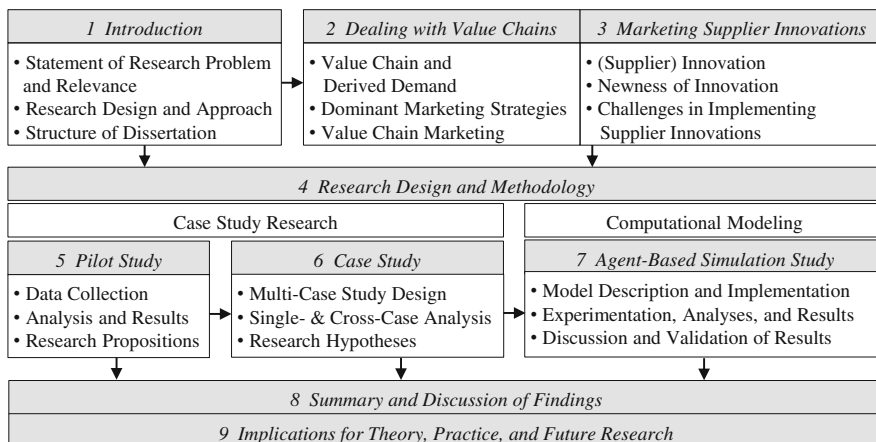 1 Introduction
• Statement of Research Problem
and Relevance
• Research Design and Approach
• Structure of Dissertation
2 Dealing with Value Chains
• Value Chain and
Derived Demand
• Dominant Marketing Strategies
• Value Chain Marketing
3 Marketing Supplier Innovations
• (Supplier) Innovation
• Newness of Innovation
• Challenges in Implementing
Supplier Innovations
4 Research Design and Methodology
Case Study Research
Computational Modeling
5 Pilot Study
• Data Collection
• Analysis and Results
• Research Propositions
6 Case Study
• Multi-Case Study Design
• Single- & Cross-Case Analysis
• Research Hypotheses
7 Agent-Based Simulation Study
• Model Description and Implementation
• Experimentation, Analyses, and Results
• Discussion and Validation of Results
8 Summary and Discussion of Findings
9 Implications for Theory, Practice, and Future Research